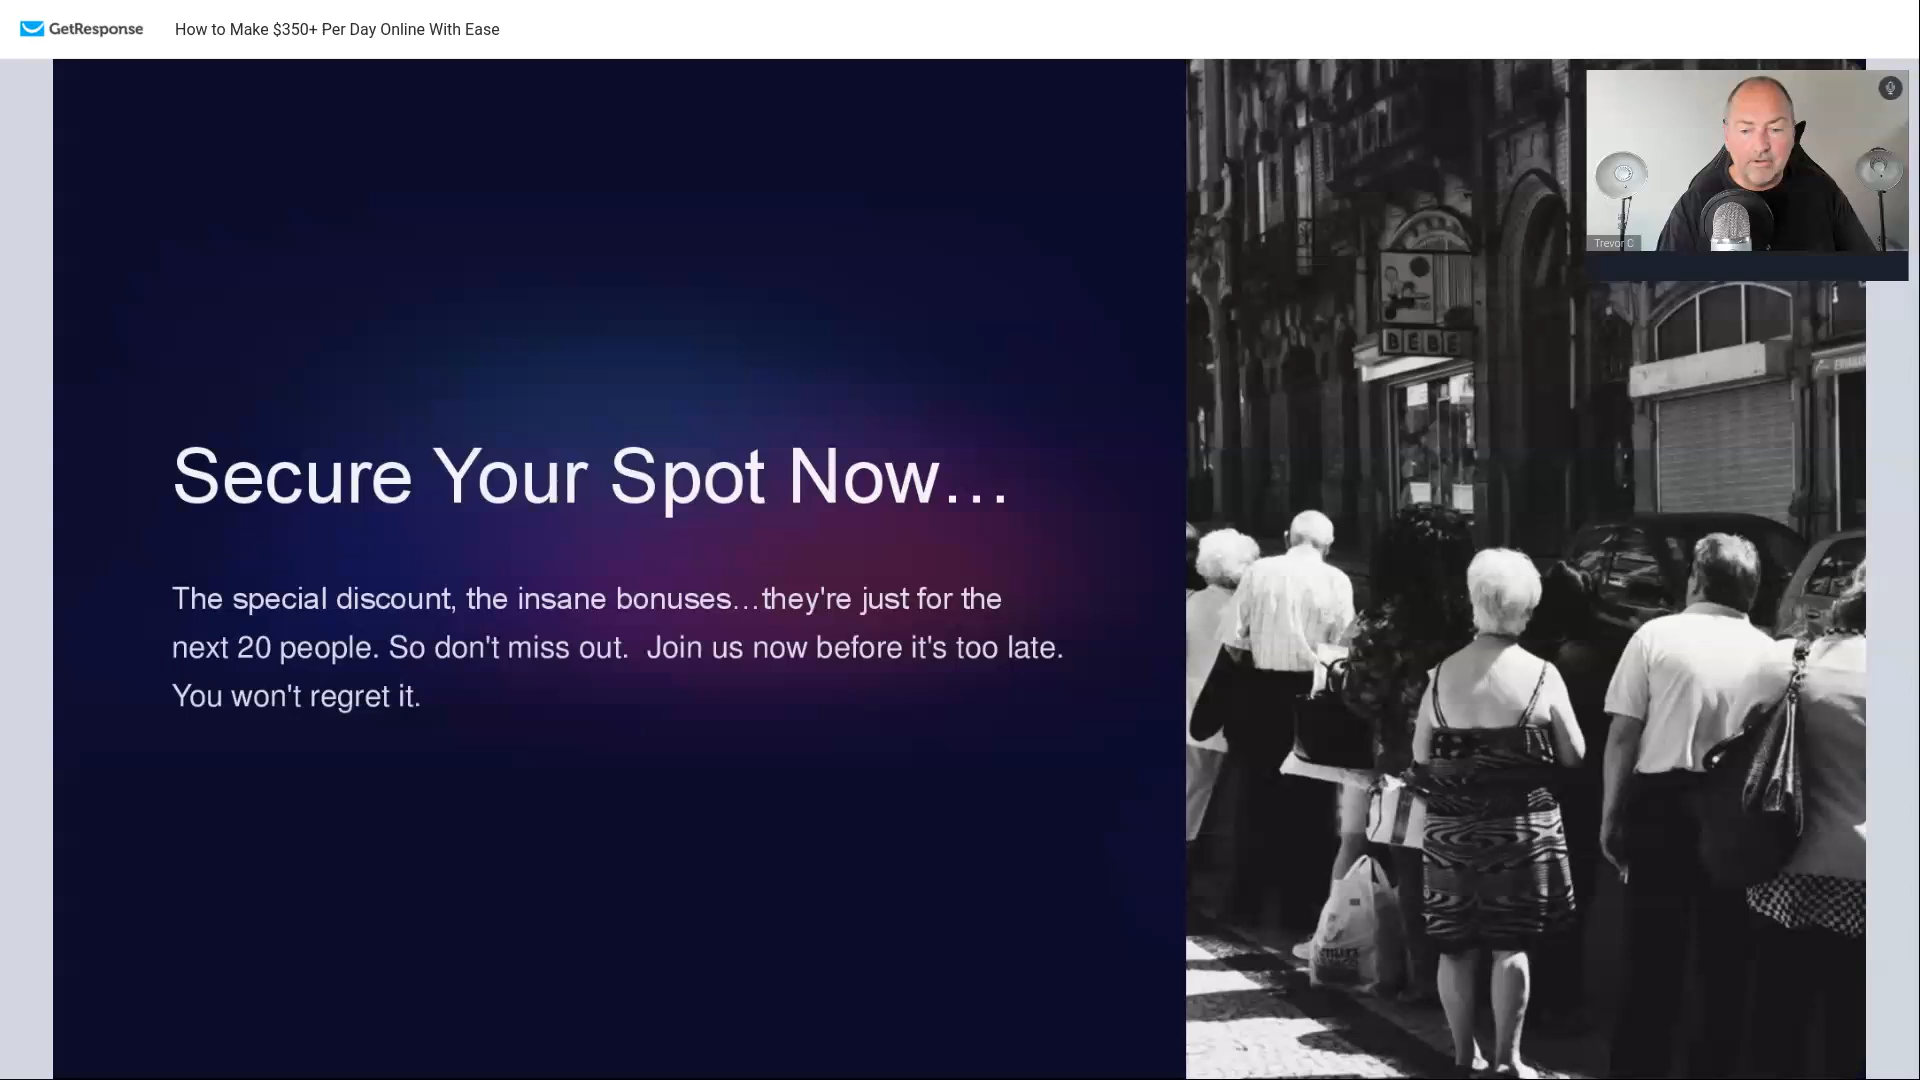 GetResponse
How to Make $350+ Per Day Online With Ease
Trevor C
BÉBÉ
Secure Your Spot Now...
The special discount, the insane bonuses...they're just for the
next 20 people. So don't miss out.  Join us now before it's too late.
You won't regret it.